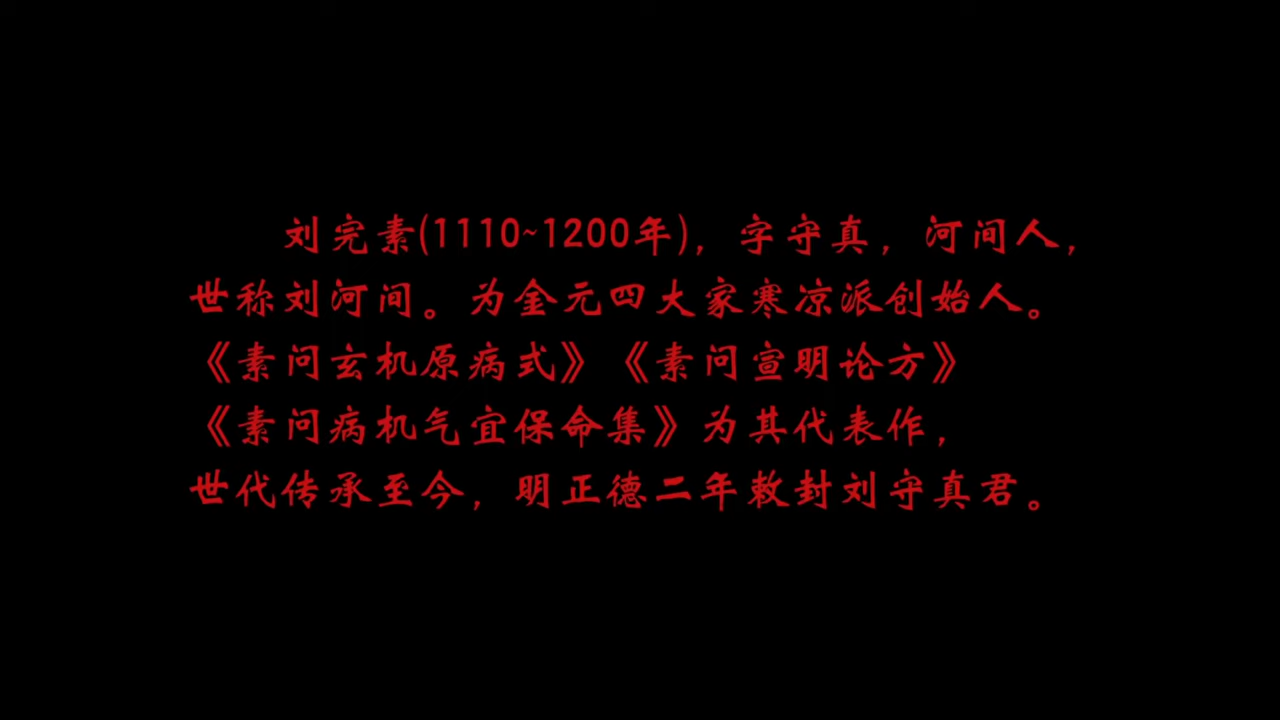 刘完素(1110~1200年)，字守真，河间人，
世称刘河间。为金元四大家寒凉派创始人。
《素问玄机原病式》《素问宣明论方》
《素问病机气宜保命集》为其代表作，
世代传承至今，明正德二年敕封刘守真君。